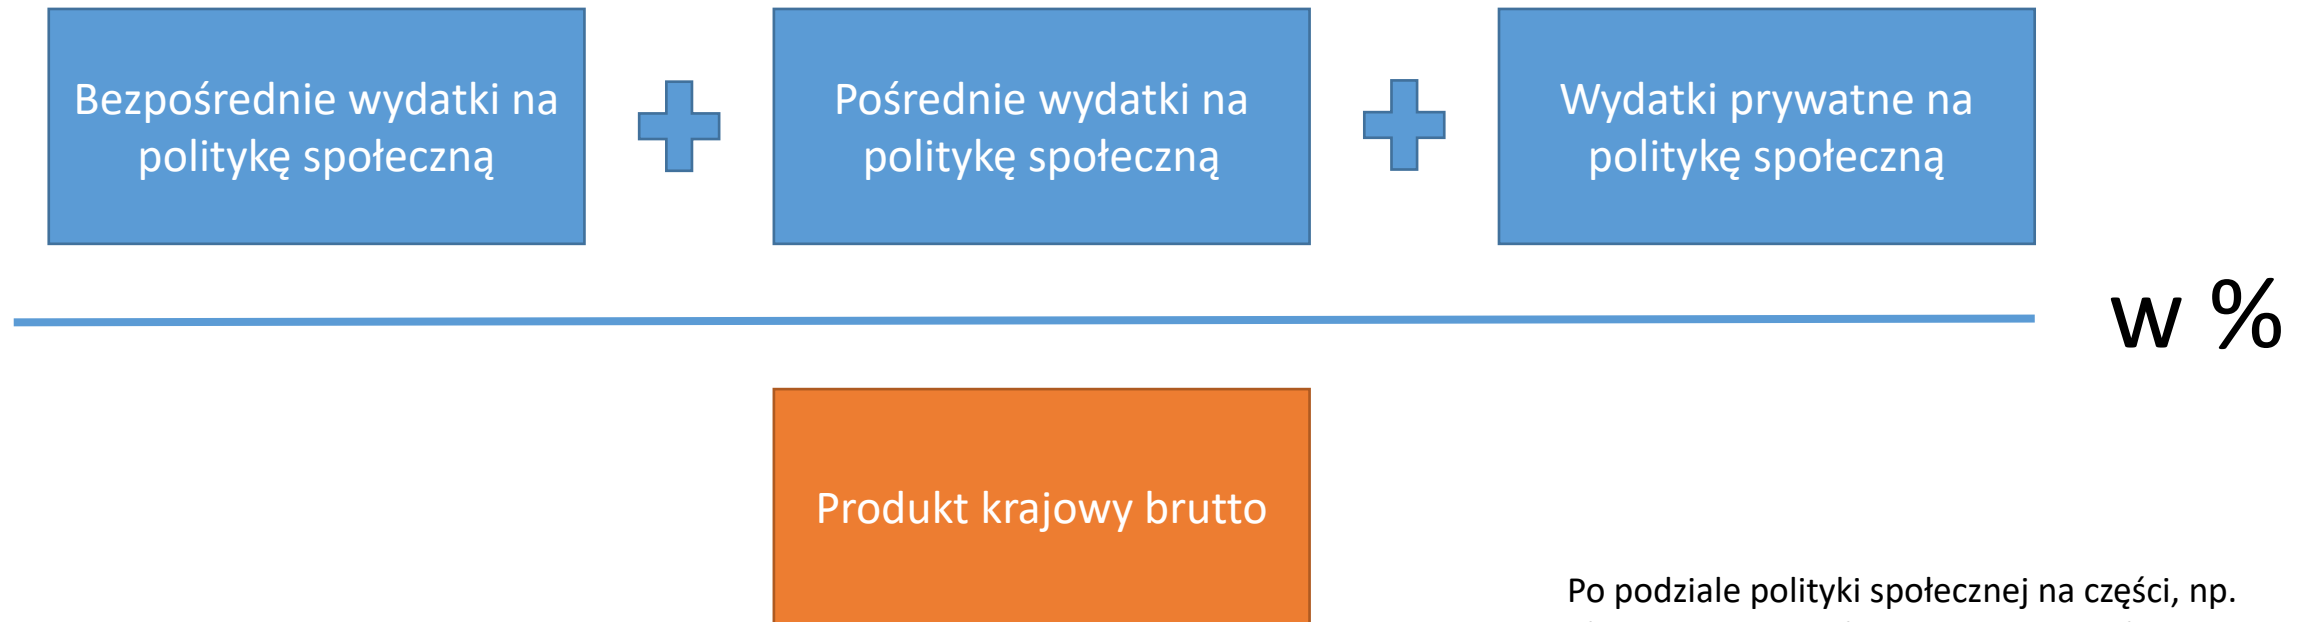 Bezpośrednie wydatki na
politykę społeczną
Pośrednie wydatki na
politykę społeczną
Wydatki prywatne na
politykę społeczną
w %
Produkt krajowy brutto
Po podziale polityki społecznej na części, np.